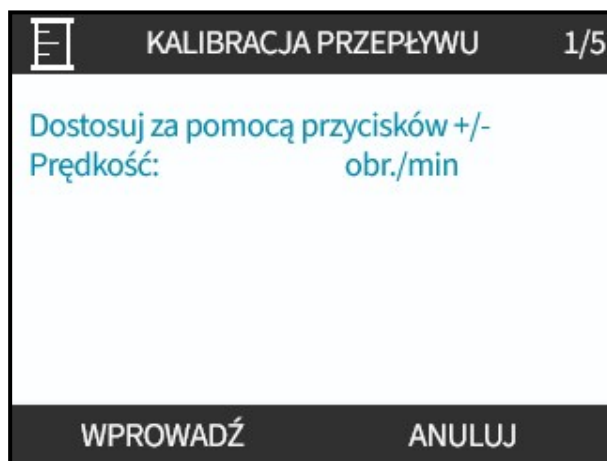 KALIBRACJA PRZEPŁYWU 1/5
Dostosuj za pomocą przycisków +/-
Prędkość: obr./min
WPROWADŹ ANULUJ